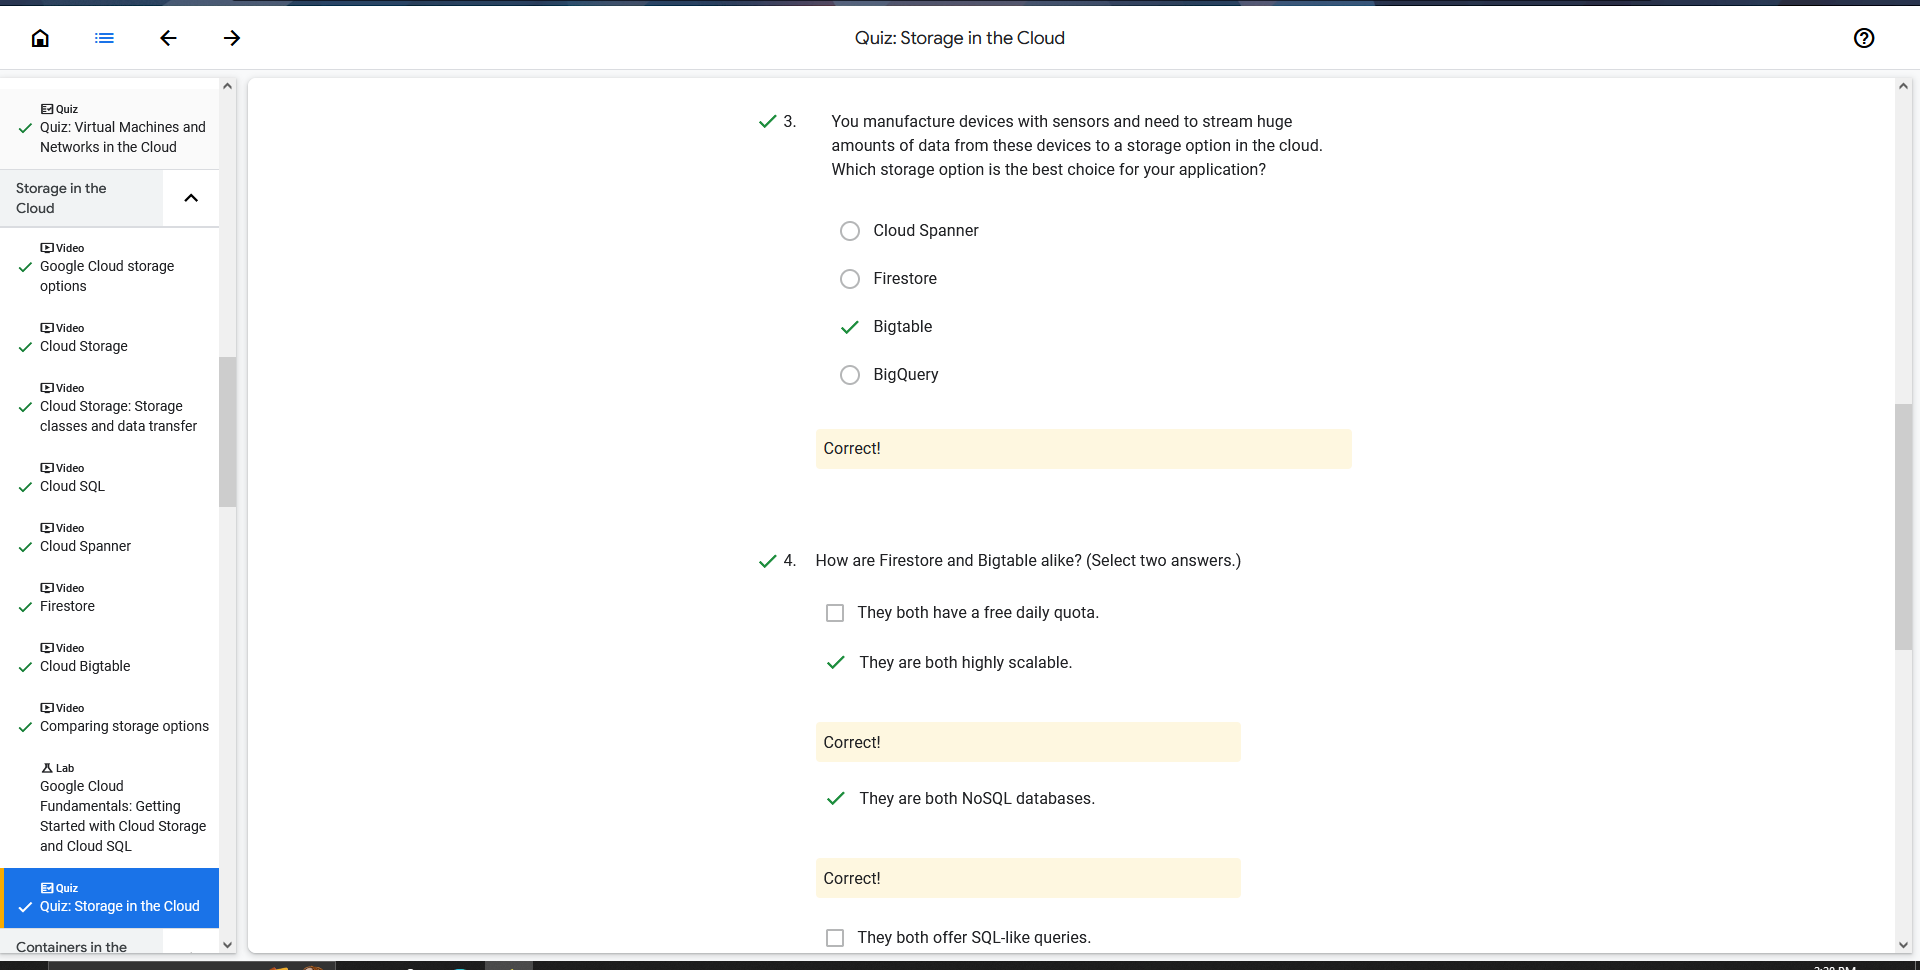 Quiz: Storage in the Cloud
Quiz
Quiz: Virtual Machines and
Networks in the Cloud
Storage in the
Cloud
Video
Google Cloud storage
options
Video
Cloud Storage
Video
Cloud Storage: Storage
classes and data transfer
Video
Cloud SQL
Video
Cloud Spanner
Video
Firestore
Video
Cloud Bigtable
Video
Comparing storage options
Lab
Google Cloud
Fundamentals: Getting
Started with Cloud Storage
and Cloud SQL
Quiz
Quiz: Storage in the Cloud
Containers in the
3. You manufacture devices with sensors and need to stream huge
amounts of data from these devices to a storage option in the cloud.
Which storage option is the best choice for your application?
Cloud Spanner
Firestore
Bigtable
BigQuery
Correct!
4. How are Firestore and Bigtable alike? (Select two answers.)
They both have a free daily quota.
They are both highly scalable.
Correct!
They are both NoSQL databases.
Correct!
They both offer SQL-like queries.